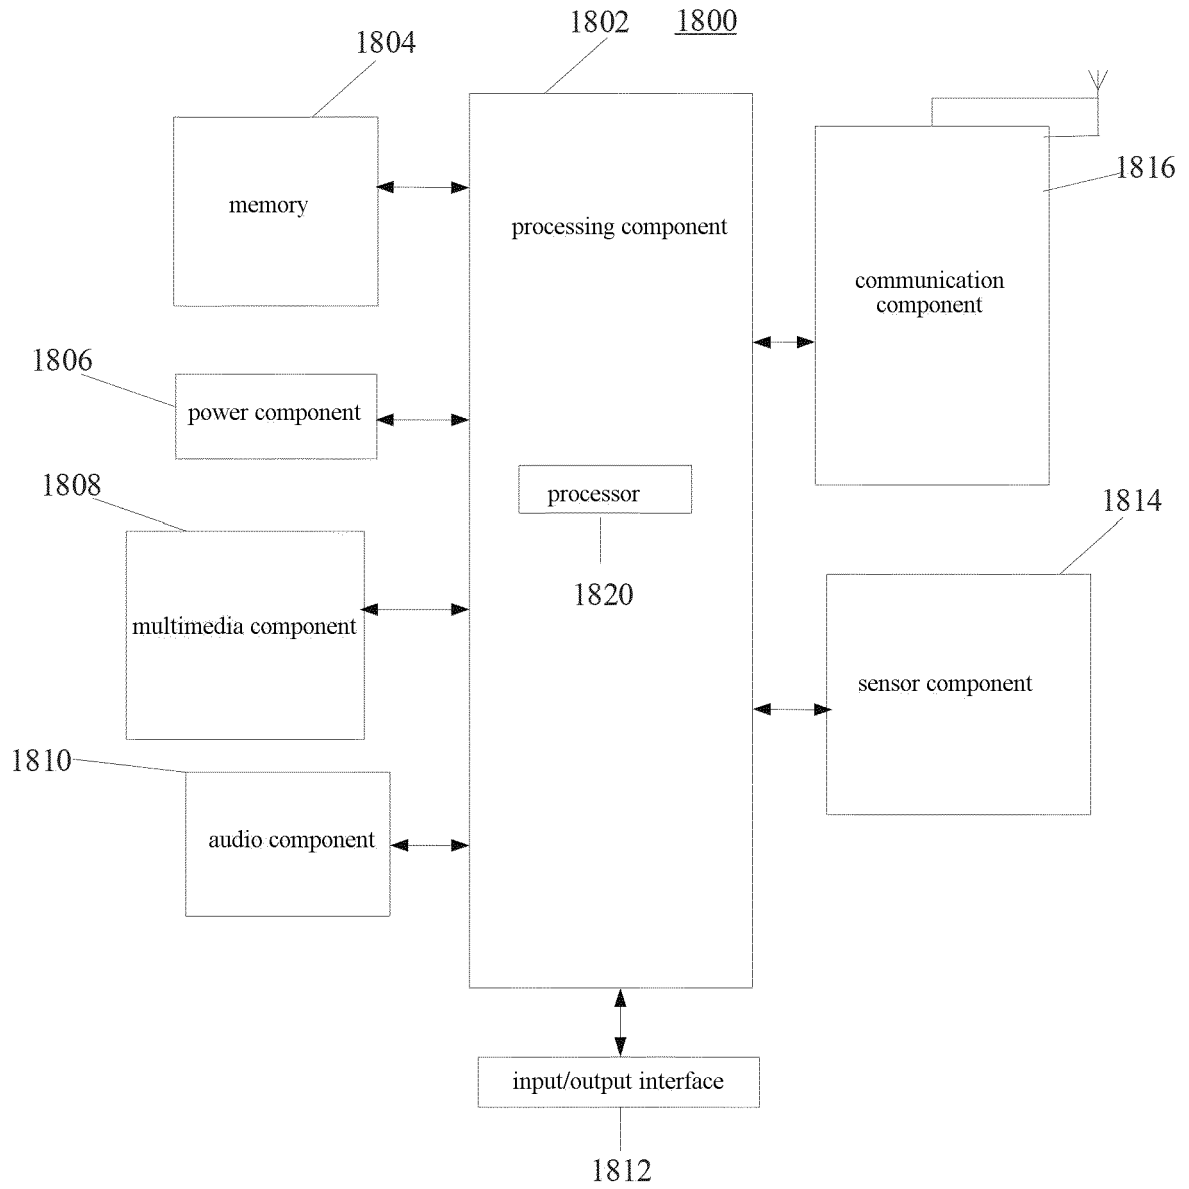 1802
1800
1804
memory
processing component
1816
communication
component
1806
power component
1808
processor
1814
1820
multimedia component
sensor component
1810
audio component
input/output interface
1812